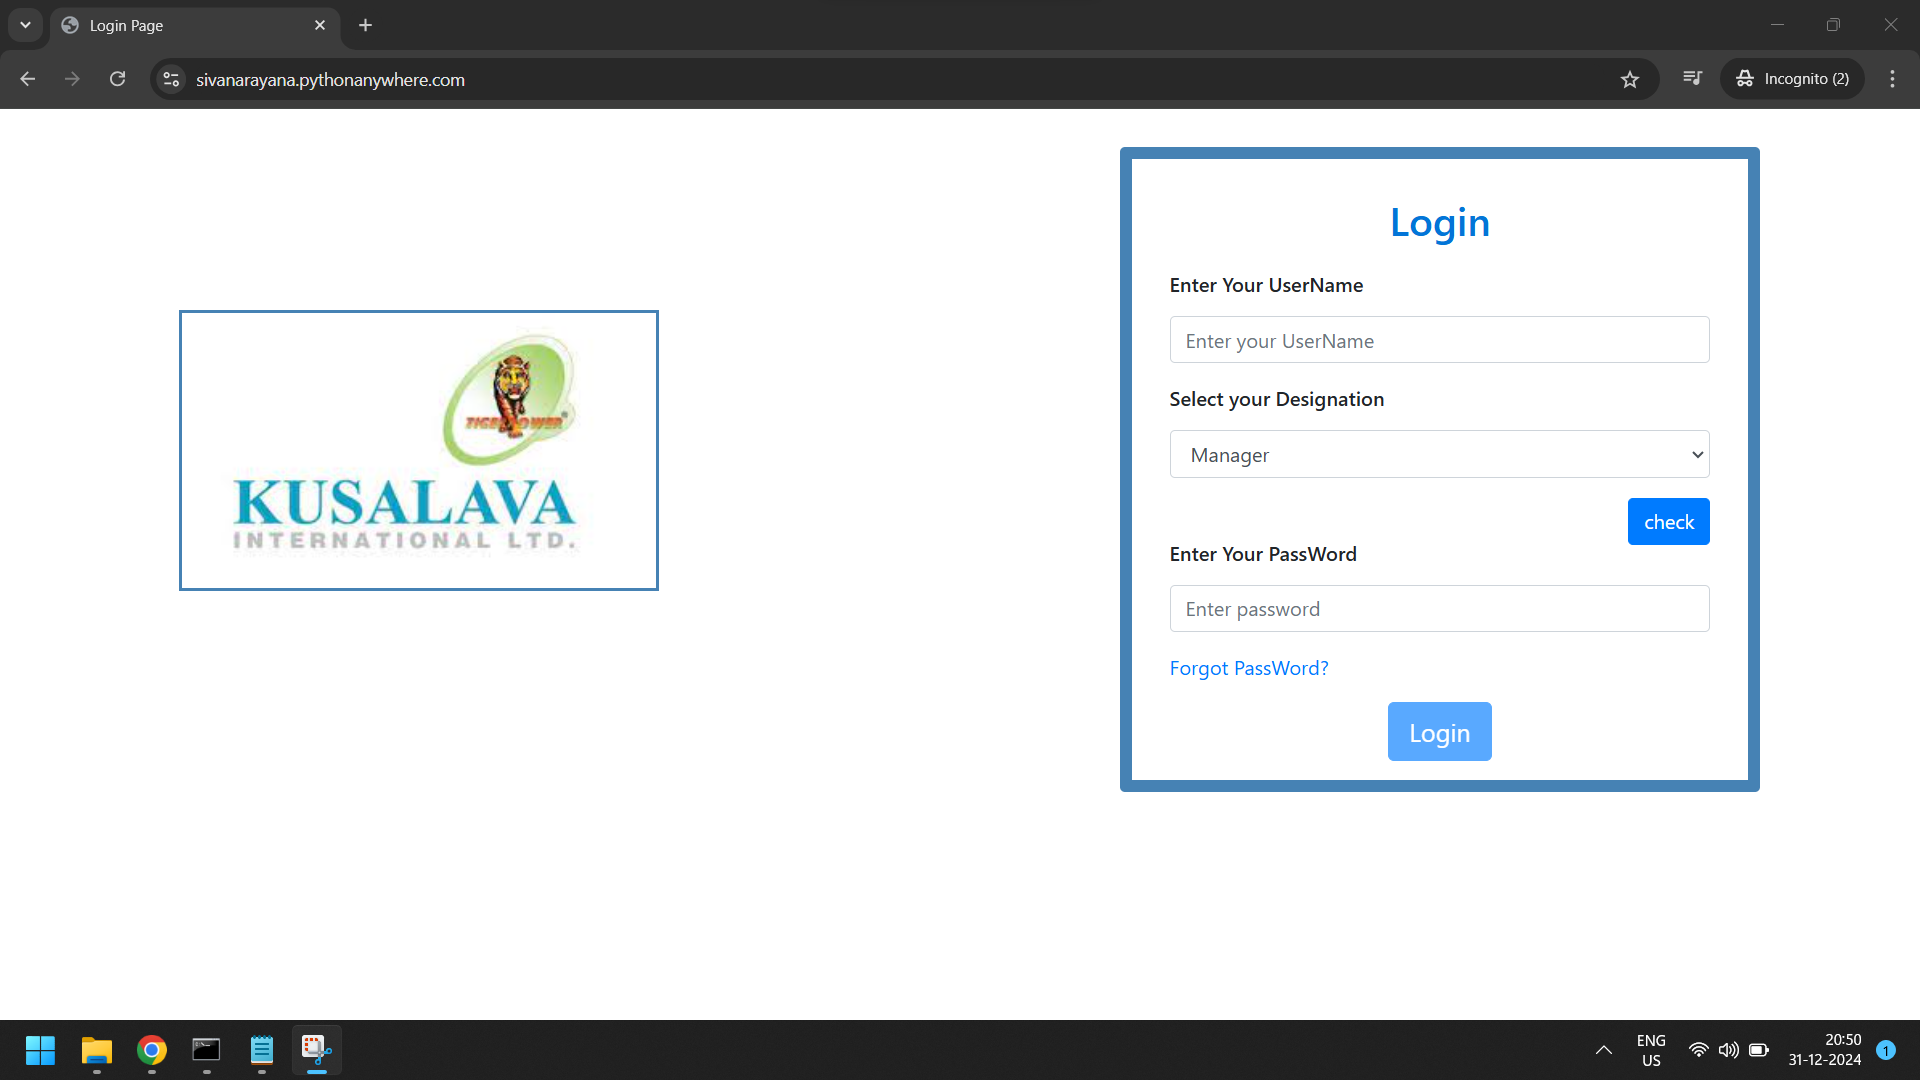 Login Page
sivanarayana.pythonanywhere.com
Incognito (2)
Login
Enter Your UserName
Enter your UserName
Select your Designation
Manager
check
Enter Your PassWord
Enter password
Forgot PassWord?
Login
TIGER POWER
®
KUSALAVA
INTERNATIONAL LTD.
ENG
US
20:50
31-12-2024
1